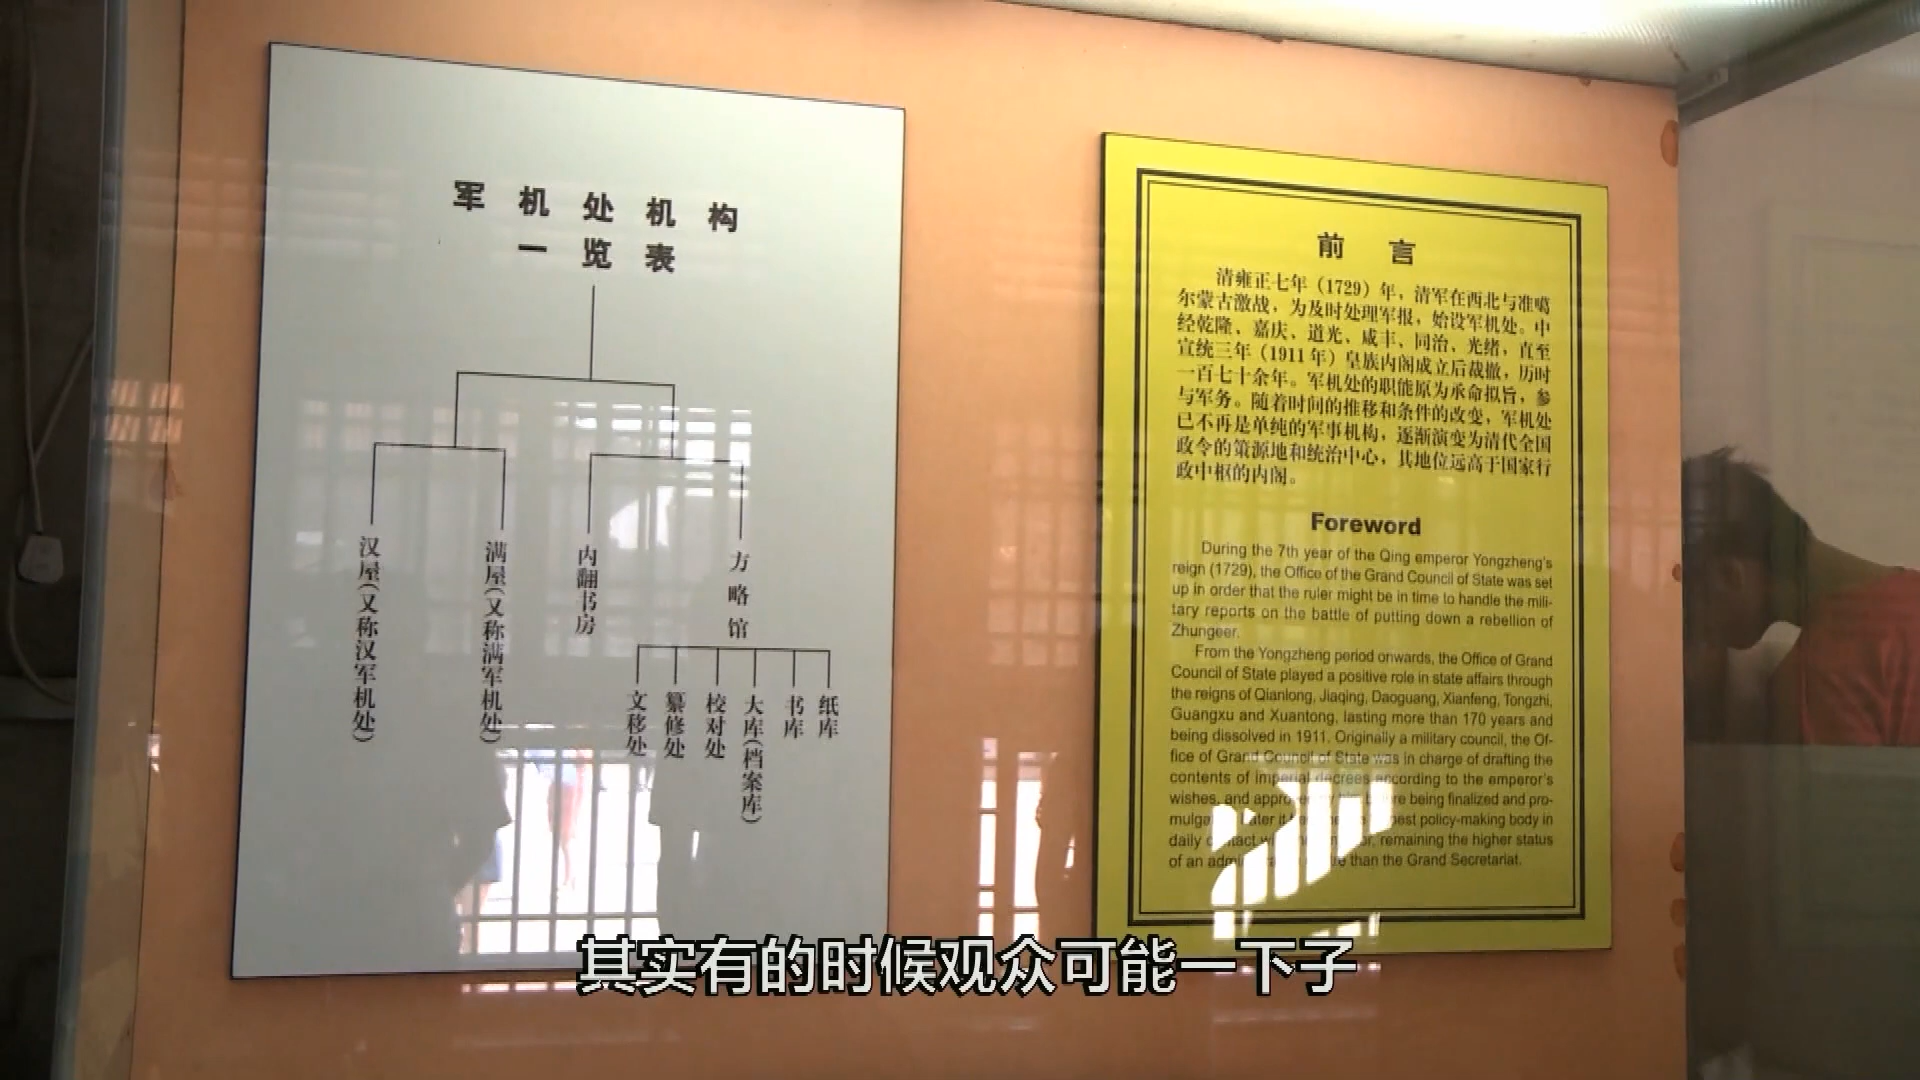 军机处机构
一览表
汉屋(又称汉军机处)
满屋(又称满军机处)
内翻书房
方略馆
文移处
纂修处
校对处
大库(档案库)
书库
纸库
前言
清雍正七年（1729）年，清军在西北与准噶
尔蒙古激战，为及时处理军报，始设军机处。中
经乾隆、嘉庆、道光、咸丰、同治、光绪，直至
宣统三年（1911年）皇族内阁成立后裁撤，历时
一百七十余年。军机处的职能原为承命拟旨，参
与军务。随着时间的推移和条件的改变，军机处
已不再是单纯的军事机构，逐渐演变为清代全国
政令的策源地和统治中心，其地位远高于国家行
政中枢的内阁。
Foreword
During the 7th year of the Qing emperor Yongzheng's
reign (1729), the Office of the Grand Council of State was set
up in order that the ruler might be in time to handle the mili-
tary reports on the battle of putting down a rebellion of
Zhungeer.
From the Yongzheng period onwards, the Office of Grand
Council of State played a positive role in state affairs through
the reigns of Qianlong, Jiaqing, Daoguang, Xianfeng, Tongzhi,
Guangxu and Xuantong, lasting more than 170 years and
being dissolved in 1911. Originally a military council, the Of-
fice of Grand Council of State was in charge of drafting the
contents of imperial decrees according to the emperor's
wishes, and being finalized and pro-
policy-making body in
daily remaining the higher status
of an than the Grand Secretariat.
其实有的时候观众可能一下子